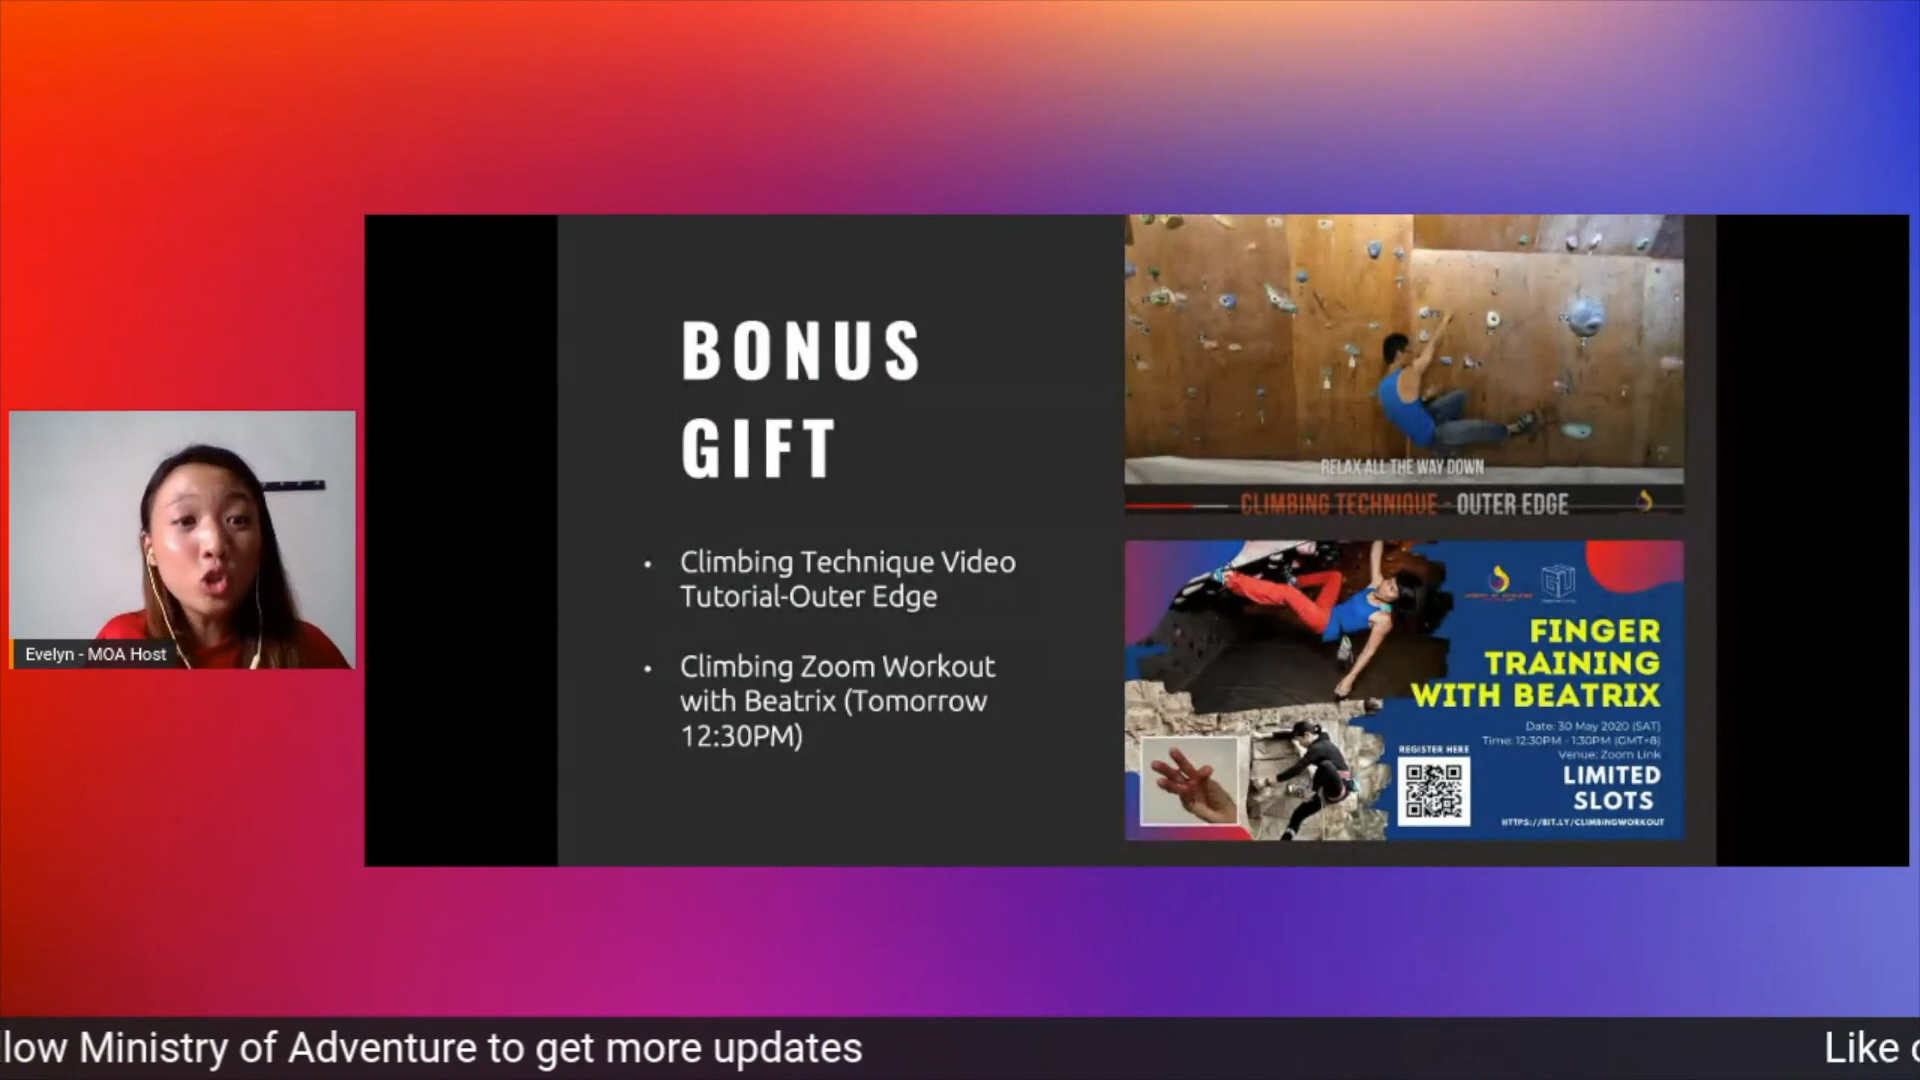 BONUS
GIFT
• Climbing Technique Video
Tutorial-Outer Edge
• Climbing Zoom Workout
with Beatrix (Tomorrow
12:30PM)
RELAX ALL THE WAY DOWN
CLIMBING TECHNIQUE - OUTER EDGE
FINGER
TRAINING
WITH BEATRIX
Date: 30 May 2020 (SAT)
Time: 12:30PM - 1:30PM (GMT+8)
Venue: Zoom Link
REGISTER HERE
LIMITED
SLOTS
HTTPS://BIT.LY/CLIMBINGWORKOUT
Evelyn - MOA Host
llow Ministry of Adventure to get more updates
Like